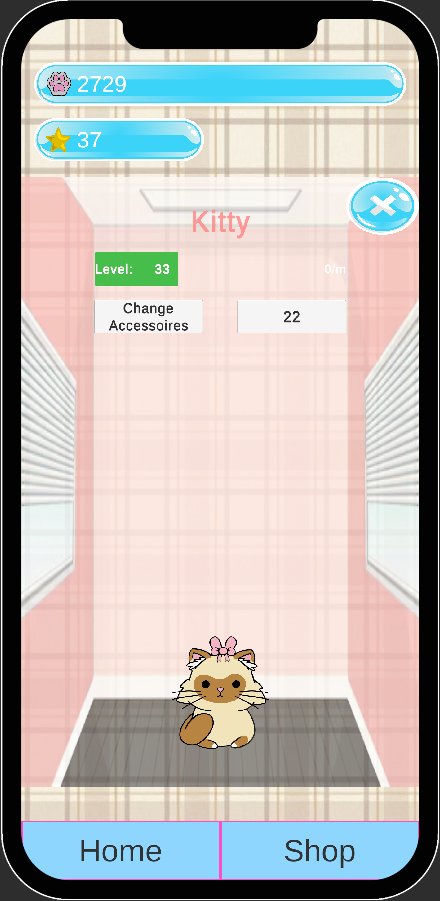 2729
37
Kitty
Level: 33
0/m
Change
Accessoires
22
Home
Shop